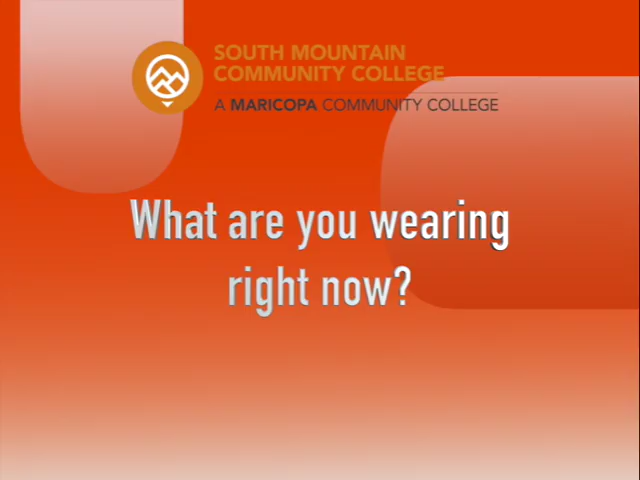 SOUTH MOUNTAIN
COMMUNITY COLLEGE
A MARICOPA COMMUNITY COLLEGE
What are you wearing
right now?